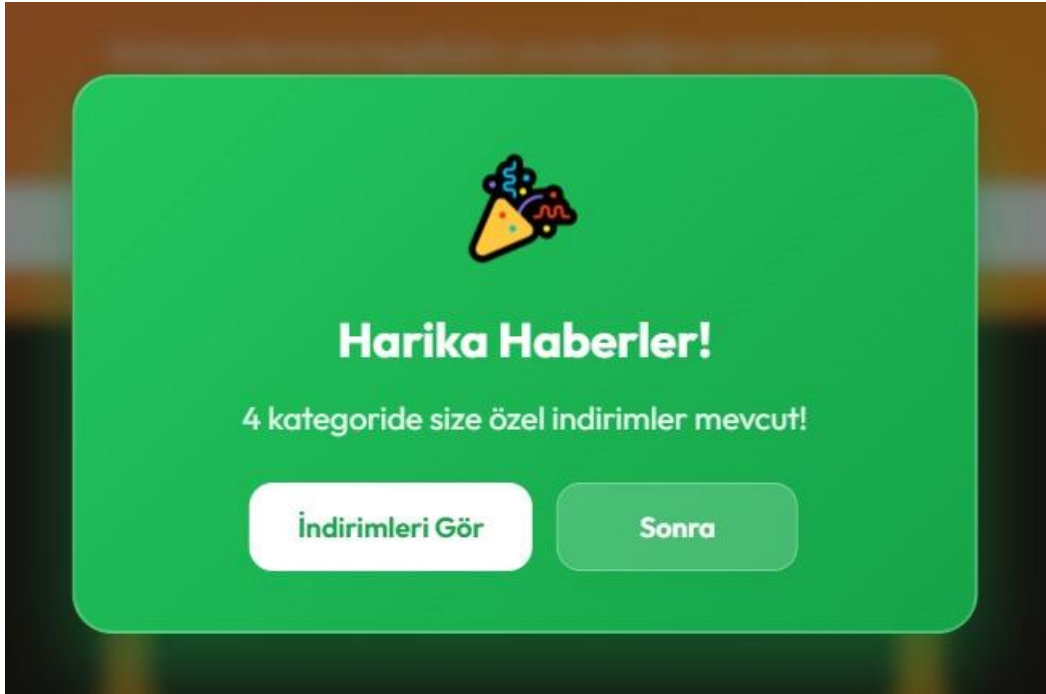 Harika Haberler!
4 kategoride size özel indirimler mevcut!
İndirimleri Gör
Sonra